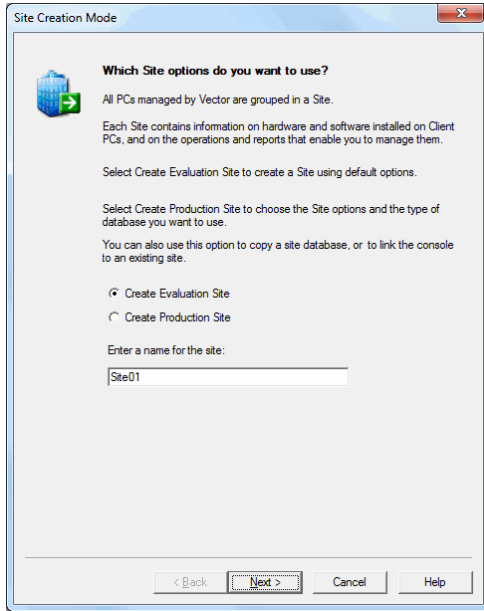 Site Creation Mode
Which Site options do you want to use?
All PCs managed by Vector are grouped in a Site.
Each Site contains information on hardware and software installed on Client
PCs, and on the operations and reports that enable you to manage them.
Select Create Evaluation Site to create a Site using default options.
Select Create Production Site to choose the Site options and the type of
database you want to use.
You can also use this option to copy a site database, or to link the console
to an existing site.
Create Evaluation Site
Create Production Site
Enter a name for the site:
Site01
< Back
Next >
Cancel
Help